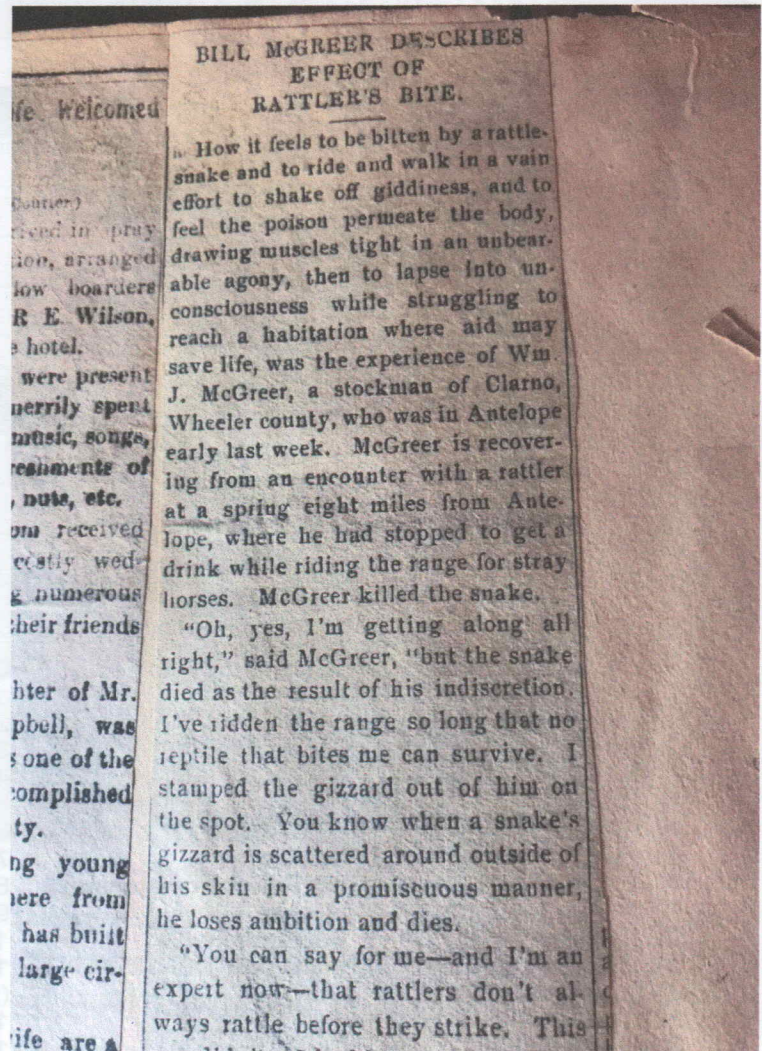 BILL McGREER DESCRIBES
EFFECT OF
RATTLER'S BITE.
How it feels to be bitten by a rattle-
snake and to ride and walk in a vain
effort to shake off giddiness, and to
feel the poison permeate the body,
drawing muscles tight in an unbear-
able agony, then to lapse into un-
consciousness while struggling to
reach a habitation where aid may
save life, was the experience of Wm.
J. McGreer, a stockman of Clarno,
Wheeler county, who was in Antelope
early last week. McGreer is recover-
ing from an encounter with a rattler
at a spring eight miles from Ante-
lope, where he had stopped to get a
drink while riding the range for stray
horses. McGreer killed the snake.
"Oh, yes, I'm getting along all
right," said McGreer, "but the snake
died as the result of his indiscretion.
I've ridden the range so long that no
reptile that bites me can survive. I
stamped the gizzard out of him on
the spot. You know when a snake's
gizzard is scattered around outside of
his skin in a promiscuous manner,
he loses ambition and dies.
"You can say for me—and I'm an
expert now—that rattlers don't al-
ways rattle before they strike. This
Welcomed
arranged
boarders
R E Wilson,
hotel.
were present
merrily spent
music, songs,
of
nuts, etc.
received
wed-
numerous
their friends
of Mr.
was
one of the
ty.
young
from
has built
large cir-
are a